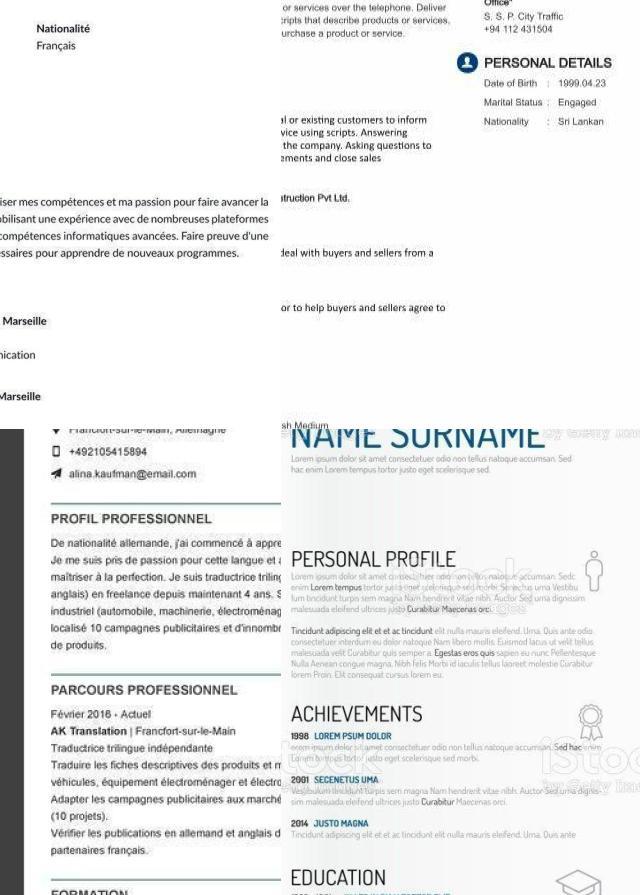 Nationalité
Français
iser mes compétences et ma passion pour faire avancer la
obilisant une expérience avec de nombreuses plateformes
compétences informatiques avancées. Faire preuve d'une
ssaires pour apprendre de nouveaux programmes.
Marseille
nication
Marseille
or services over the telephone. Deliver
cripts that describe products or services,
urchase a product or service.
al or existing customers to inform
vice using scripts. Answering
the company. Asking questions to
ements and close sales
struction Pvt Ltd.
deal with buyers and sellers from a
or to help buyers and sellers agree to
sh Medium
Office"
S. S. P. City Traffic
+94 112 431504
PERSONAL DETAILS
Date of Birth : 1999.04.23
Marital Status : Engaged
Nationality : Sri Lankan
Francfort-sur-le-Main, Allemagne
+492105415894
alina.kaufman@email.com
PROFIL PROFESSIONNEL
De nationalité allemande, j'ai commencé à appre
Je me suis pris de passion pour cette langue et a
maîtriser à la perfection. Je suis traductrice triling
anglais) en freelance depuis maintenant 4 ans. S
industriel (automobile, machinerie, électroménag
localisé 10 campagnes publicitaires et d'innomb
de produits.
PARCOURS PROFESSIONNEL
Février 2016 - Actuel
AK Translation | Francfort-sur-le-Main
Traductrice trilingue indépendante
Traduire les fiches descriptives des produits et m
véhicules, équipement électroménager et électro
Adapter les campagnes publicitaires aux marché
(10 projets).
Vérifier les publications en allemand et anglais d
partenaires français.
FORMATION
NAME SURNAME
Lorem ipsum dolor sit amet consectetuer odio non tellus natoque accumsan. Sed
hac enim Lorem tempus tortor justo eget scelerisque sed.
PERSONAL PROFILE
Lorem ipsum dolor sit amet consectetuer odio non tellus natoque accumsan. Sedc
enim Lorem tempus tortor justo eget scelerisque sed morbi. Senectus urna Vestibu
lum tincidunt turpis sem magna Nam hendrerit vitae nibh. Auctor Sed urna dignissim
malesuada eleifend ultrices justo Curabitur Maecenas orci.
Tincidunt adipiscing elit et et ac tincidunt elit nulla mauris eleifend. Urna. Quis ante odio
consectetuer interdum eu dolor natoque Nam libero mollis. Euismod volutpat ut elit tellus
malesuada velit Curabitur quis semper a. Egestas eros quis sapien eu nunc Pellentesque
Nulla Aenean congue magna. Nibh Felis Morbi id iaculis tellus laoreet molestie Curabitur
lorem Proin. Elit consequat cursus lorem eu.
ACHIEVEMENTS
1998 LOREM PSUM DOLOR
orem ipsum dolor sit amet consectetuer odio non tellus natoque accumsan. Sed hac enim
Lorem tempus tortor justo eget scelerisque sed morbi.
2001 SECENETUS UMA
Vestibulum tincidunt turpis sem magna Nam hendrerit vitae nibh. Auctor Sed urna dignis-
sim malesuada eleifend ultrices justo Curabitur Maecenas orci.
2014 JUSTO MAGNA
Tincidunt adipiscing elit et et ac tincidunt elit nulla mauris eleifend. Urna. Quis ante
EDUCATION
iStock
by Getty Ima